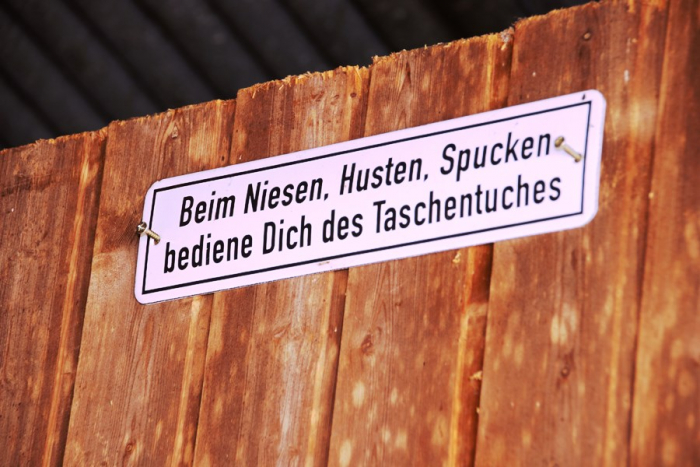 Beim Niesen, Husten, Spucken
bediene Dich des Taschentuches